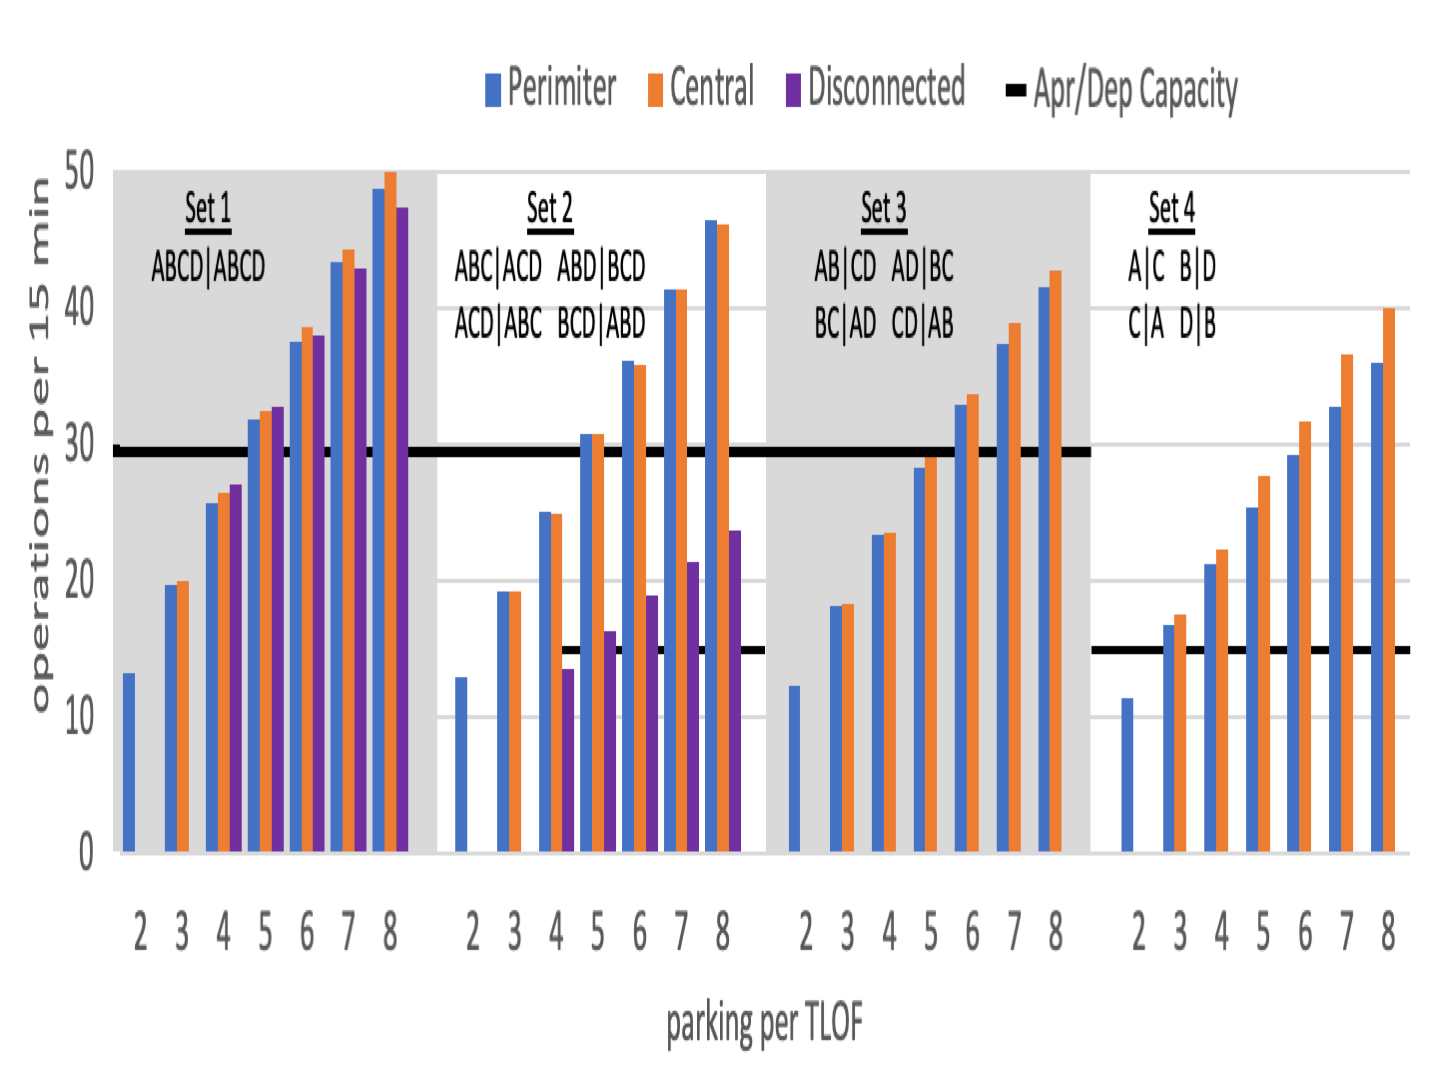 Perimiter Central Disconnected Apr/Dep Capacity
operations per 15 min
50
40
30
20
10
0
Set 1
ABCD|ABCD
Set 2
ABC|ACD ABD|BCD
ACD|ABC BCD|ABD
Set 3
AB|CD AD|BC
BC|AD CD|AB
Set 4
A|C B|D
C|A D|B
2 3 4 5 6 7 8 2 3 4 5 6 7 8 2 3 4 5 6 7 8 2 3 4 5 6 7 8
parking per TLOF